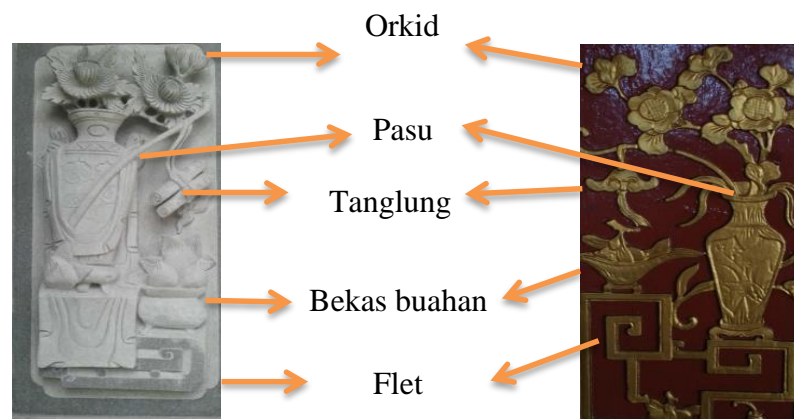 Orkid
Pasu
Tanglung
Bekas buahan
Flet